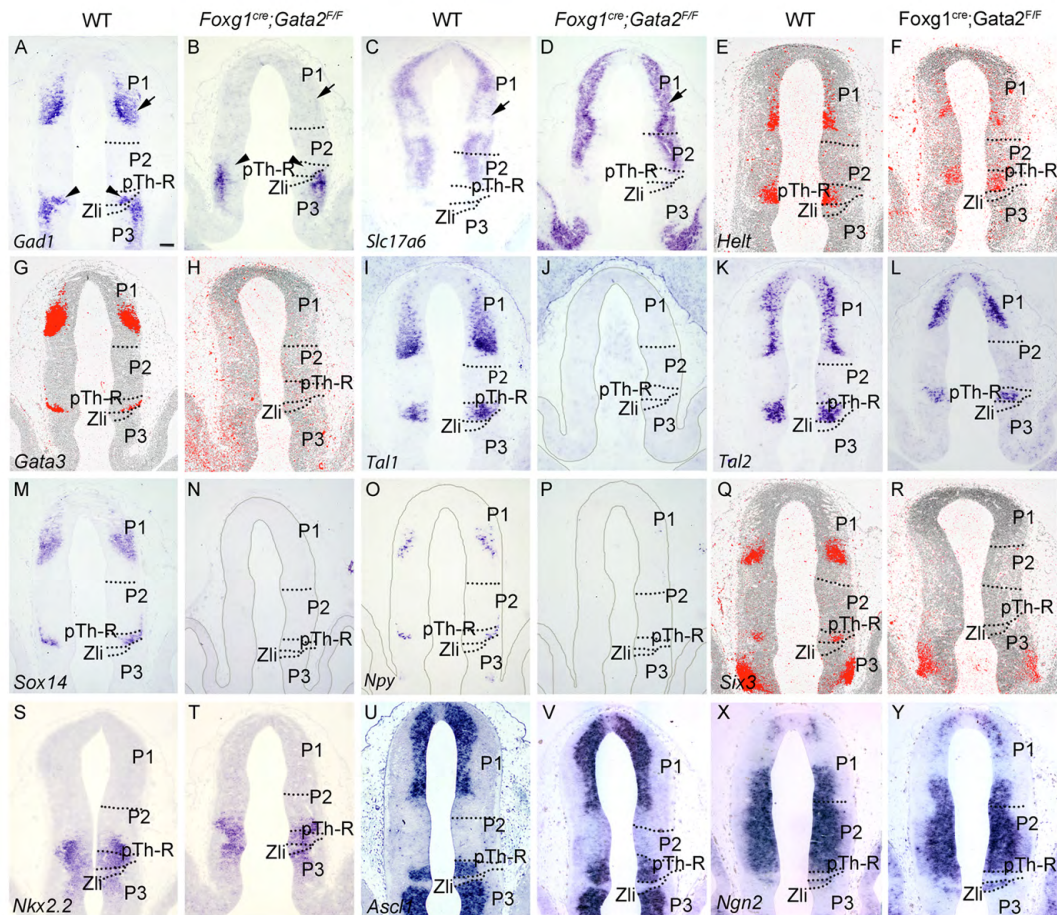 WT Foxg1cre;Gata2F/F WT Foxg1cre;Gata2F/F WT Foxg1cre;Gata2F/F
A P1 P2 pTh-R Zli P3 Gad1
B P1 P2 pTh-R Zli P3
C P1 P2 pTh-R Zli P3 Slc17a6
D P1 P2 pTh-R Zli P3
E P1 P2 pTh-R Zli P3 Helt
F P1 P2 pTh-R Zli P3
G P1 P2 pTh-R Zli P3 Gata3
H P1 P2 pTh-R Zli P3
I P1 P2 pTh-R Zli P3 Tal1
J P1 P2 pTh-R Zli P3
K P1 P2 pTh-R Zli P3 Tal2
L P1 P2 pTh-R Zli P3
M P1 P2 pTh-R Zli P3 Sox14
N P1 P2 pTh-R Zli P3
O P1 P2 pTh-R Zli P3 Npy
P P1 P2 pTh-R Zli P3
Q P1 P2 pTh-R Zli P3 Six3
R P1 P2 pTh-R Zli P3
S P1 P2 pTh-R Zli P3 Nkx2.2
T P1 P2 pTh-R Zli P3
U P1 P2 pTh-R Zli P3 Ascl1
V P1 P2 pTh-R Zli P3
X P1 P2 pTh-R Zli P3 Ngn2
Y P1 P2 pTh-R Zli P3